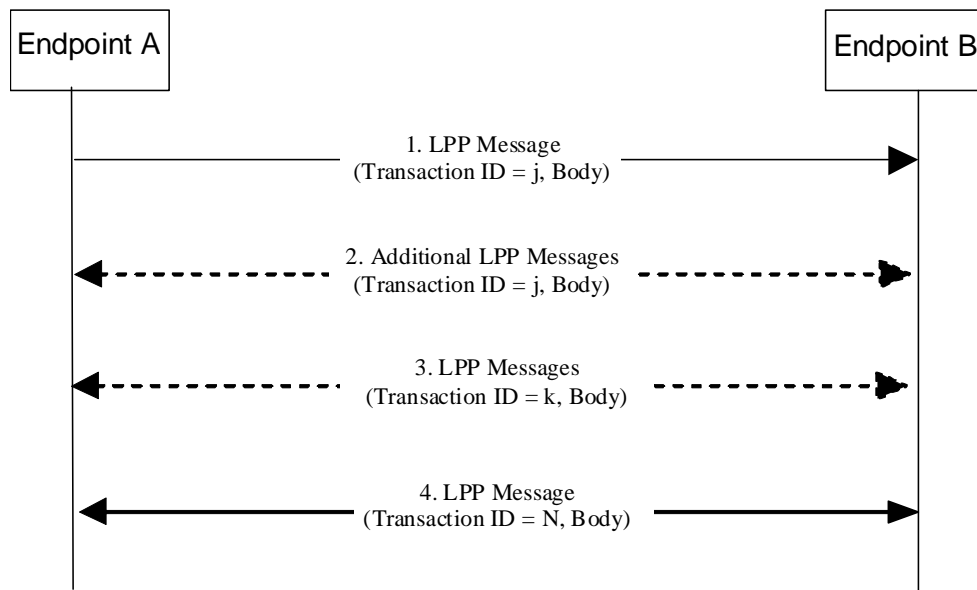 Endpoint A
Endpoint B
1. LPP Message
(Transaction ID = j, Body)
2. Additional LPP Messages
(Transaction ID = j, Body)
3. LPP Messages
(Transaction ID = k, Body)
4. LPP Message
(Transaction ID = N, Body)